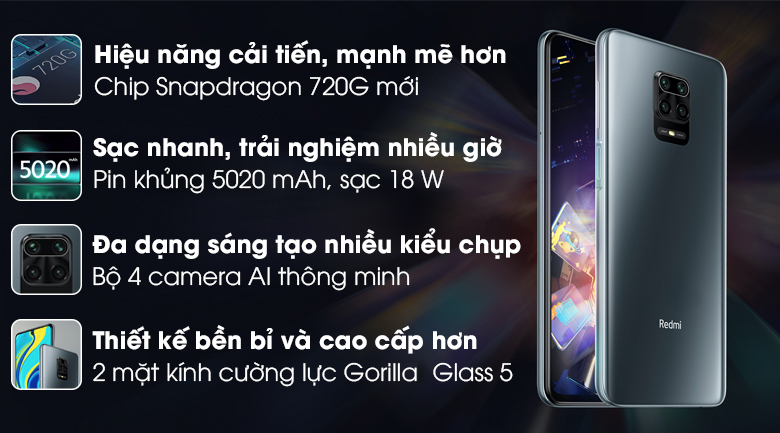 720G
Hiệu năng cải tiến, mạnh mẽ hơn
Chip Snapdragon 720G mới
5020 mAh
Sạc nhanh, trải nghiệm nhiều giờ
Pin khủng 5020 mAh, sạc 18 W
Đa dạng sáng tạo nhiều kiểu chụp
Bộ 4 camera AI thông minh
Thiết kế bền bỉ và cao cấp hơn
2 mặt kính cường lực Gorilla Glass 5
Redmi